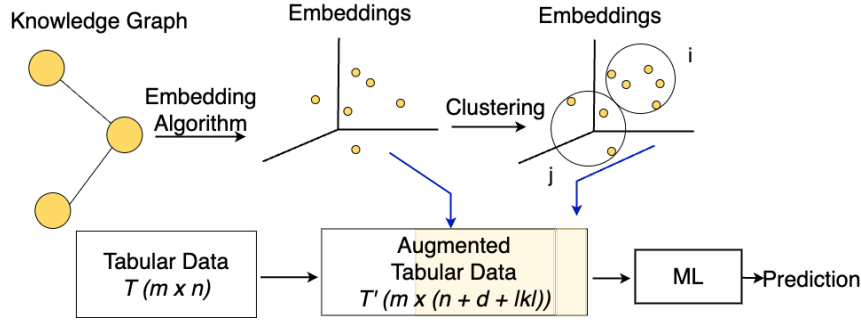 Knowledge Graph
Embedding
Algorithm
Embeddings
Clustering
Embeddings
i
j
Tabular Data
T (m x n)
Augmented
Tabular Data
T' (m x (n + d + |k|))
ML
Prediction